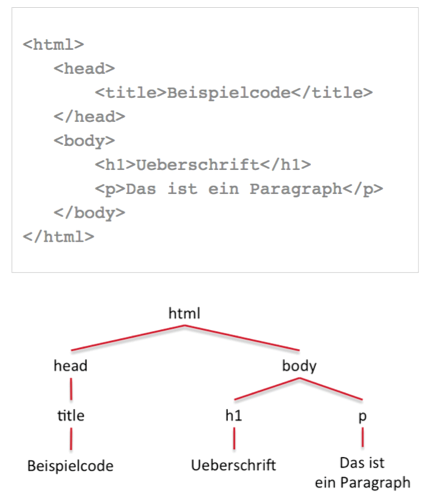 <html>
<head>
<title>Beispielcode</title>
</head>
<body>
<h1>Ueberschrift</h1>
<p>Das ist ein Paragraph</p>
</body>
</html>
html
head
body
title
h1
p
Beispielcode
Ueberschrift
Das ist
ein Paragraph